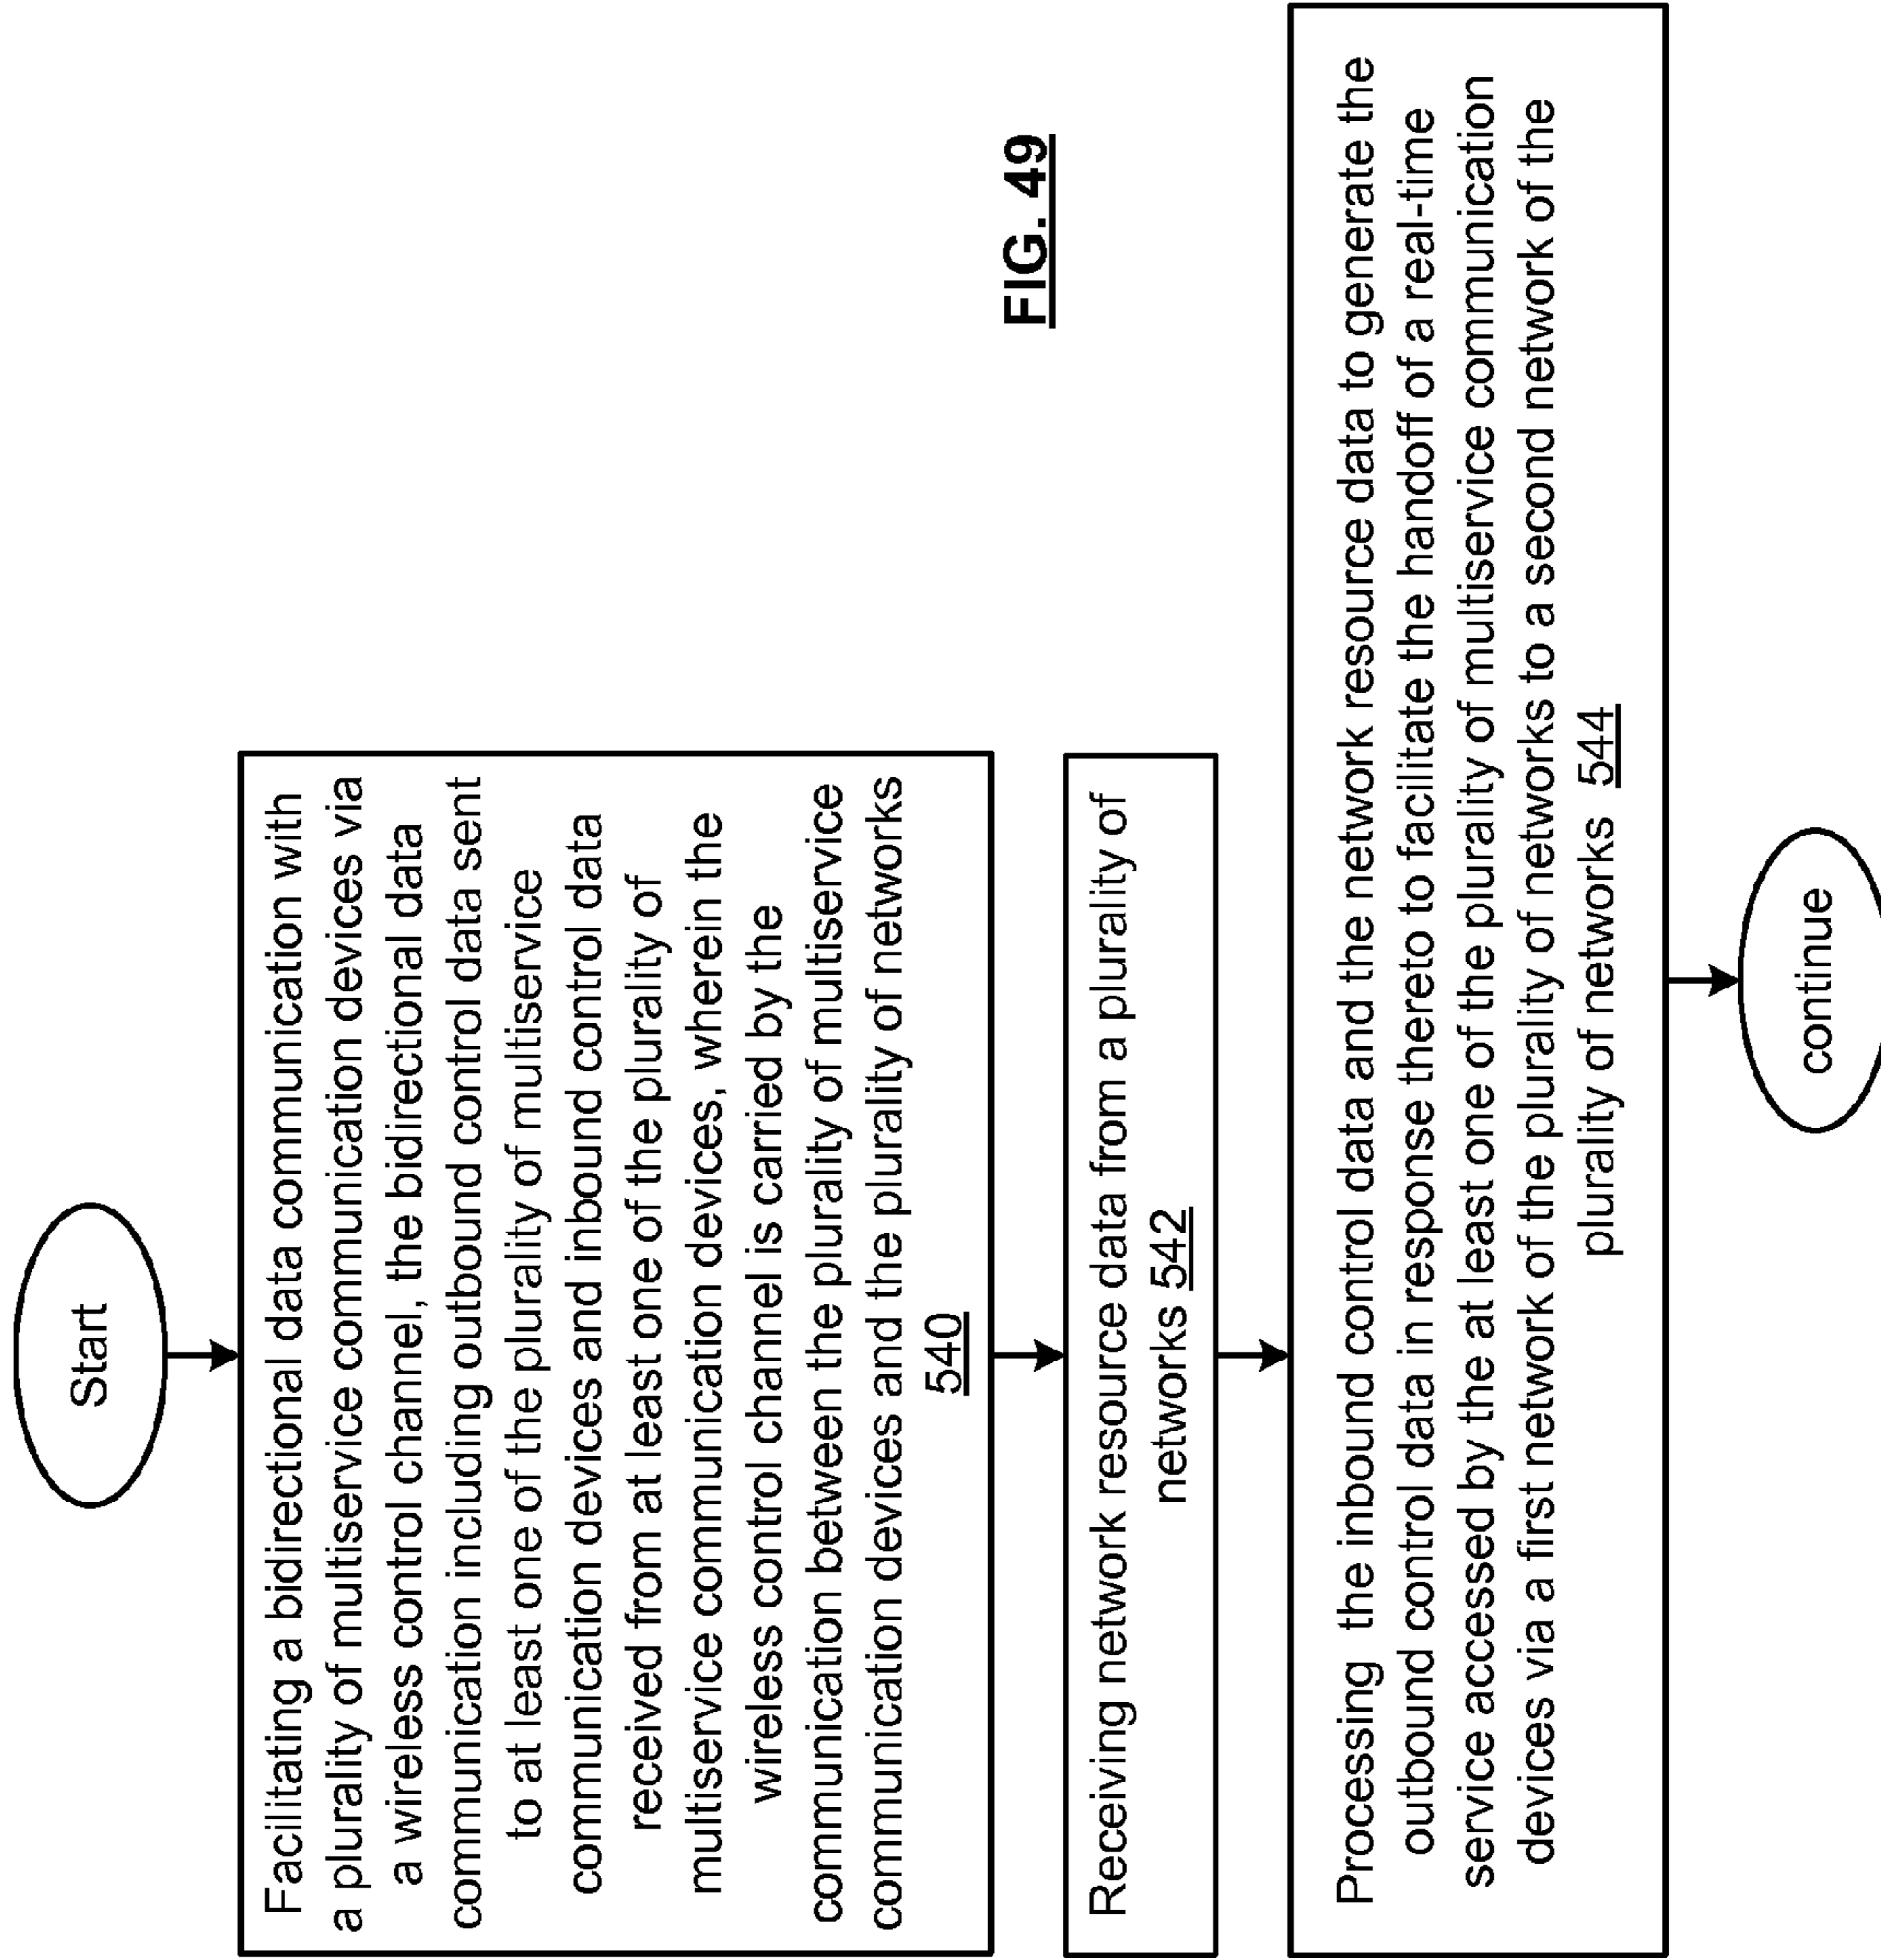 Start
Facilitating a bidirectional data communication with
a plurality of multiservice communication devices via
a wireless control channel, the bidirectional data
communication including outbound control data sent
to at least one of the plurality of multiservice
communication devices and inbound control data
received from at least one of the plurality of
multiservice communication devices, wherein the
wireless control channel is carried by the
communication between the plurality of multiservice
communication devices and the plurality of networks
540
Receiving network resource data from a plurality of
networks 542
Processing the inbound control data and the network resource data to generate the
outbound control data in response thereto to facilitate the handoff of a real-time
service accessed by the at least one of the plurality of multiservice communication
devices via a first network of the plurality of networks to a second network of the
plurality of networks 544
continue
FIG. 49